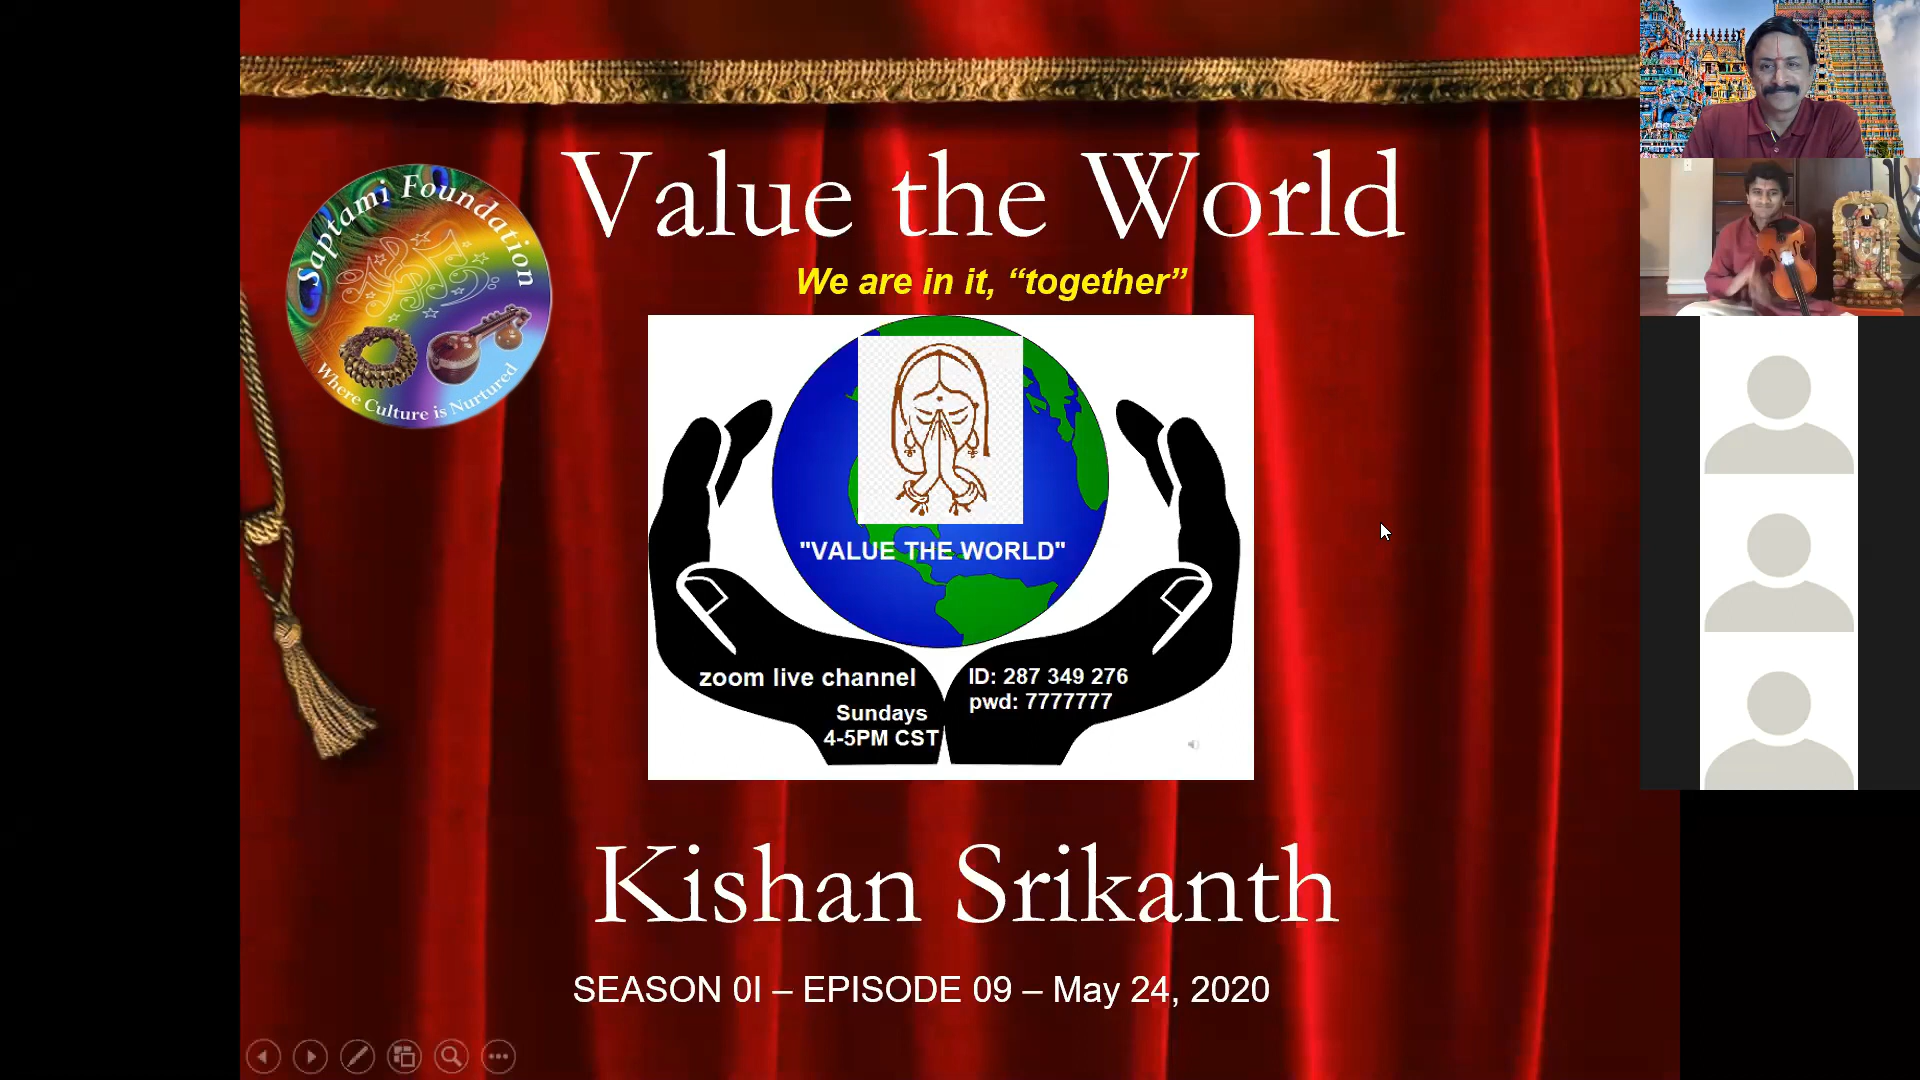 Value the World
We are in it, “together”
Saptami Foundation
Where Culture is Nurtured
"VALUE THE WORLD"
zoom live channel
Sundays
4-5PM CST
ID: 287 349 276
pwd: 7777777
Kishan Srikanth
SEASON 0I – EPISODE 09 – May 24, 2020